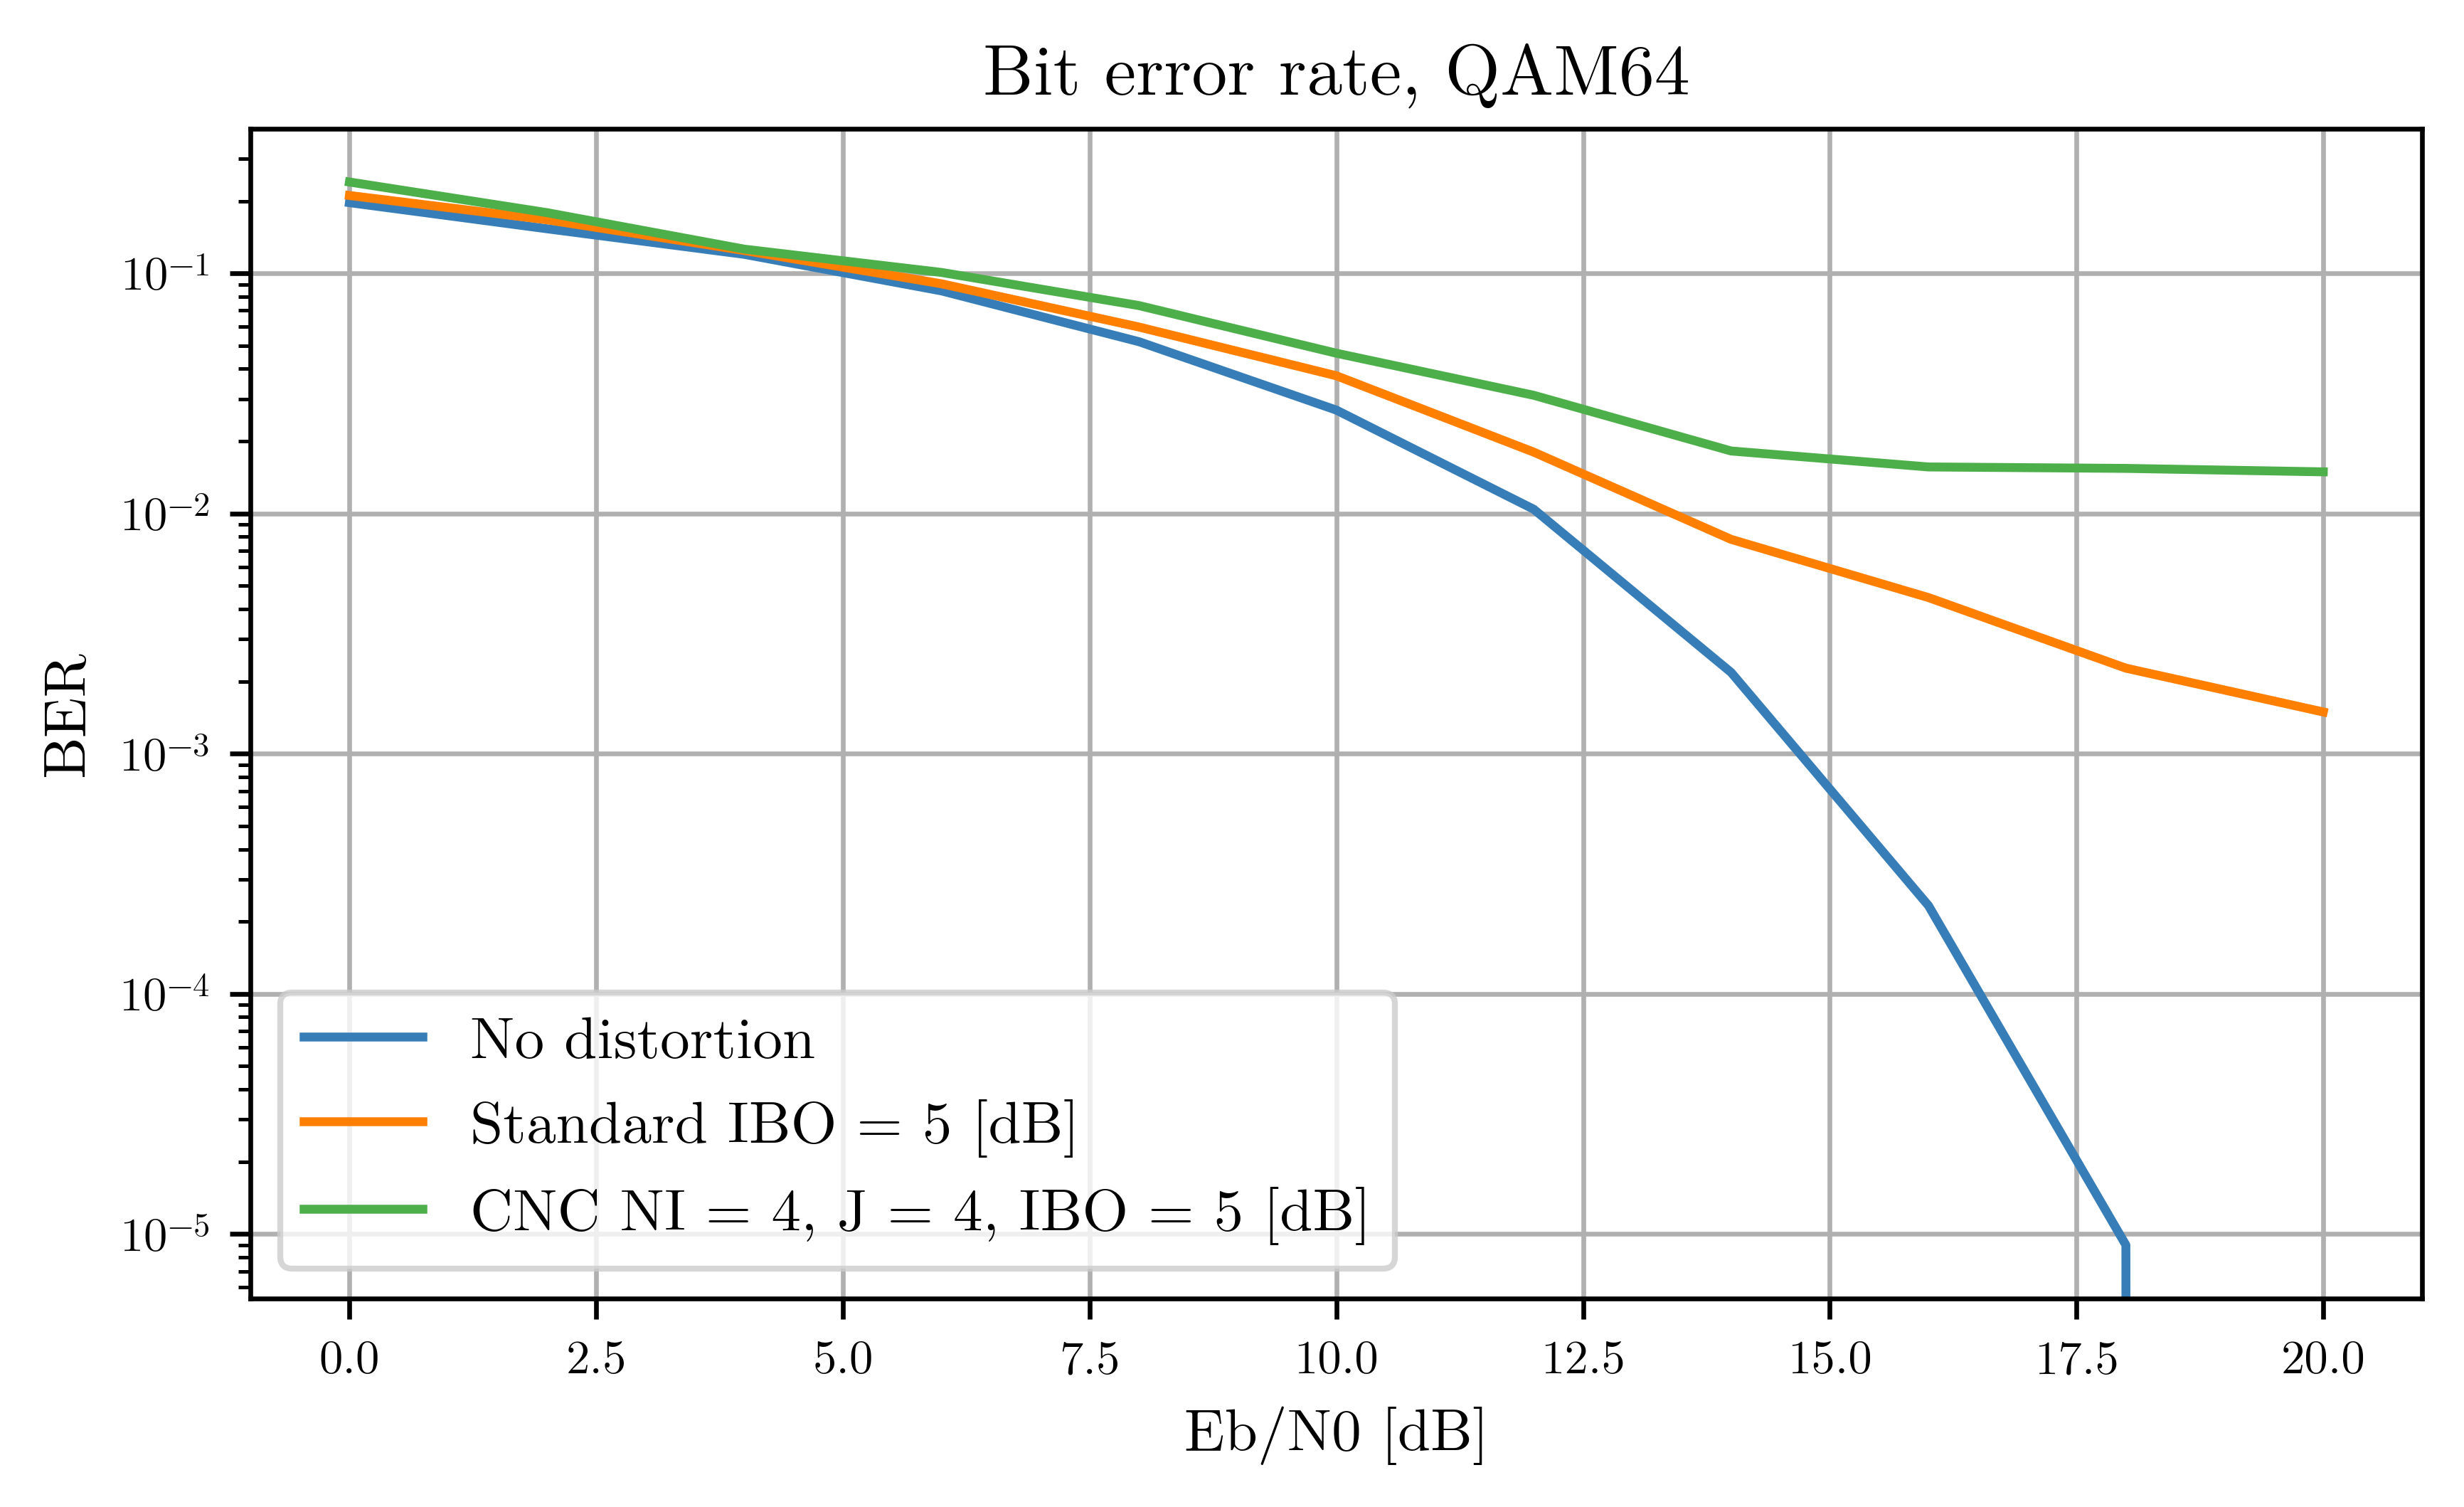 Bit error rate, QAM64
BER
10⁻¹
10⁻²
10⁻³
10⁻⁴
10⁻⁵
No distortion
Standard IBO = 5 [dB]
CNC NI = 4, J = 4, IBO = 5 [dB]
0.0 2.5 5.0 7.5 10.0 12.5 15.0 17.5 20.0
Eb/N0 [dB]